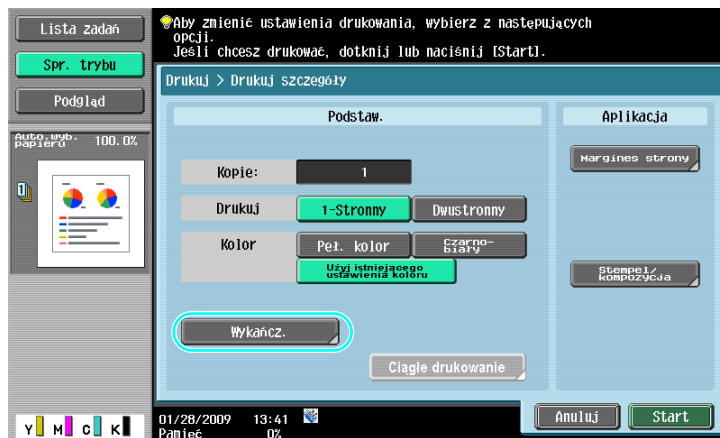 Lista zadań
Spr. trybu
Podgląd
Auto.wyb.
papieru
100.0%
1
Aby zmienić ustawienia drukowania, wybierz z następujących
opcji.
Jeśli chcesz drukować, dotknij lub naciśnij [Start].
Drukuj > Drukuj szczegóły
Podstaw.
Kopie:
1
Drukuj
1-Stronny
Dwustronny
Kolor
Peł. kolor
Czarno-
biały
Użyj istniejącego
ustawienia koloru
Wykańcz.
Ciągłe drukowanie
Aplikacja
Margines strony
Stempel/
kompozycja
Y M C K
01/28/2009 13:41
Pamięć 0%
Anuluj
Start